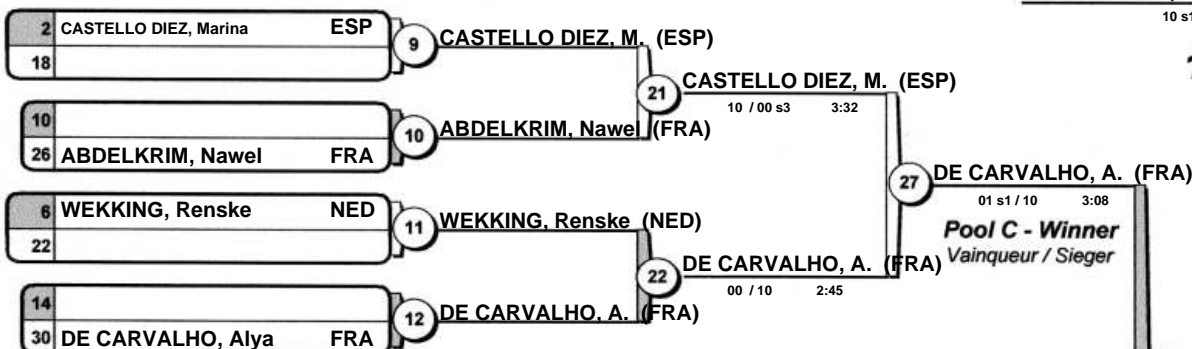 10 s1
2 CASTELLO DIEZ, Marina ESP
18
9 CASTELLO DIEZ, M. (ESP)
21 CASTELLO DIEZ, M. (ESP)
10 / 00 s3 3:32
10
26 ABDELKRIM, Nawel FRA
10 ABDELKRIM, Nawel (FRA)
27 DE CARVALHO, A. (FRA)
01 s1 / 10 3:08
Pool C - Winner
Vainqueur / Sieger
6 WEKKING, Renske NED
22
11 WEKKING, Renske (NED)
22 DE CARVALHO, A. (FRA)
00 / 10 2:45
14
30 DE CARVALHO, Alya FRA
12 DE CARVALHO, A. (FRA)